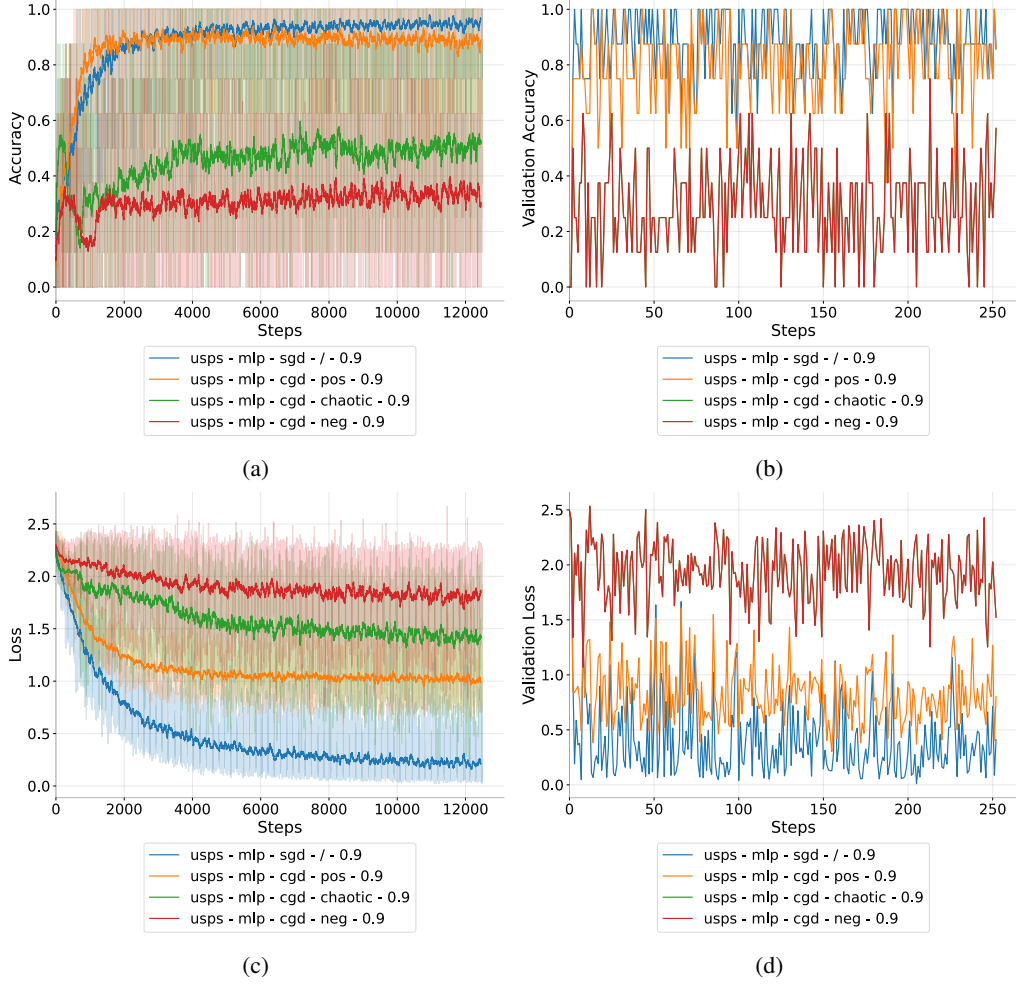 1.0
0.8
0.6
0.4
0.2
0.0
Accuracy
0 2000 4000 6000 8000 10000 12000
Steps
usps - mlp - sgd - / - 0.9
usps - mlp - cgd - pos - 0.9
usps - mlp - cgd - chaotic - 0.9
usps - mlp - cgd - neg - 0.9
(a)
1.0
0.8
0.6
0.4
0.2
0.0
Validation Accuracy
0 50 100 150 200 250
Steps
usps - mlp - sgd - / - 0.9
usps - mlp - cgd - pos - 0.9
usps - mlp - cgd - chaotic - 0.9
usps - mlp - cgd - neg - 0.9
(b)
2.5
2.0
1.5
1.0
0.5
0.0
Loss
0 2000 4000 6000 8000 10000 12000
Steps
usps - mlp - sgd - / - 0.9
usps - mlp - cgd - pos - 0.9
usps - mlp - cgd - chaotic - 0.9
usps - mlp - cgd - neg - 0.9
(c)
2.5
2.0
1.5
1.0
0.5
0.0
Validation Loss
0 50 100 150 200 250
Steps
usps - mlp - sgd - / - 0.9
usps - mlp - cgd - pos - 0.9
usps - mlp - cgd - chaotic - 0.9
usps - mlp - cgd - neg - 0.9
(d)